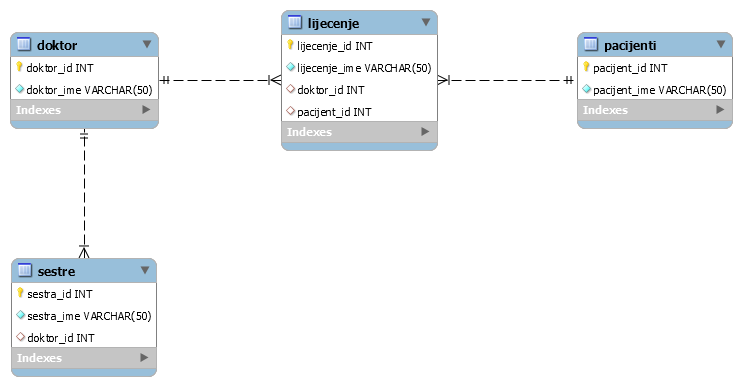 doktor
doktor_id INT
doktor_ime VARCHAR(50)
Indexes
lijecenje
lijecenje_id INT
lijecenje_ime VARCHAR(50)
doktor_id INT
pacijent_id INT
Indexes
pacijenti
pacijent_id INT
pacijent_ime VARCHAR(50)
Indexes
sestre
sestra_id INT
sestra_ime VARCHAR(50)
doktor_id INT
Indexes